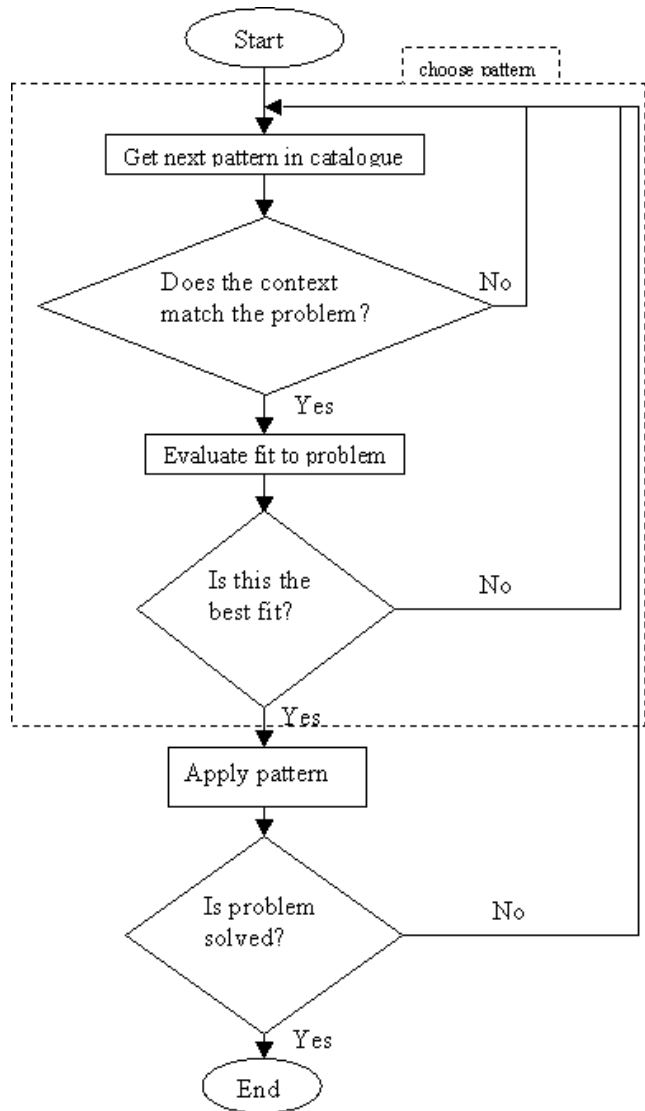 Start
choose pattern
Get next pattern in catalogue
Does the context
match the problem?
No
Yes
Evaluate fit to problem
Is this the
best fit?
No
Yes
Apply pattern
Is problem
solved?
No
Yes
End